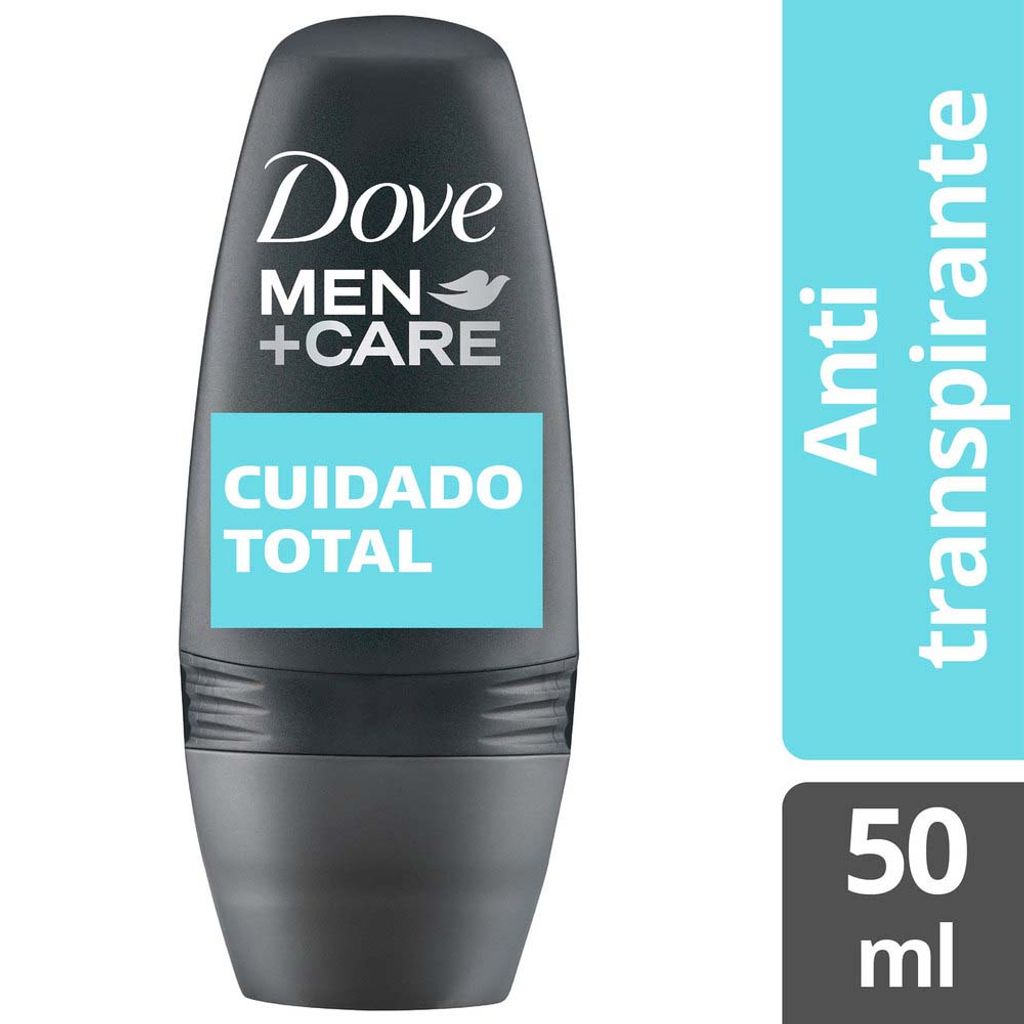 Dove
MEN
+CARE
CUIDADO
TOTAL
Anti
transpirante
50
ml